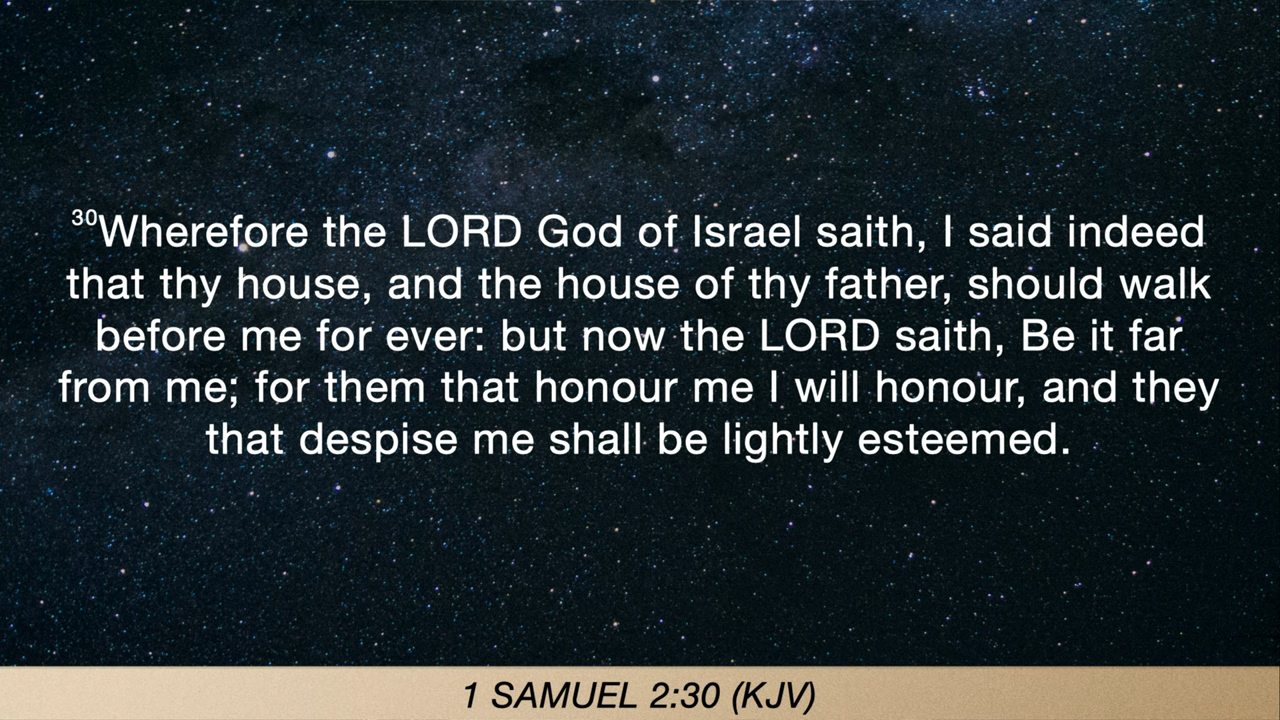 30Wherefore the LORD God of Israel saith, I said indeed
that thy house, and the house of thy father, should walk
before me for ever: but now the LORD saith, Be it far
from me; for them that honour me I will honour, and they
that despise me shall be lightly esteemed.
1 SAMUEL 2:30 (KJV)